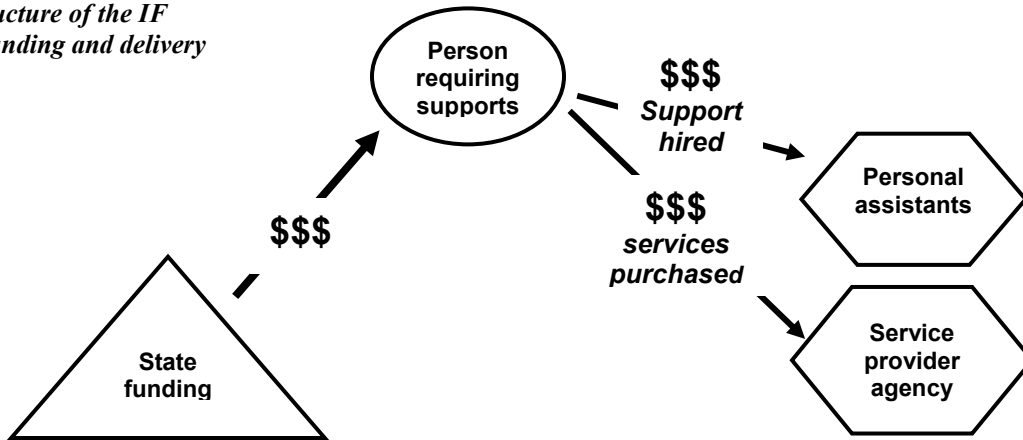 ucture of the IF
nding and delivery
Person
requiring
supports
$$$
Support
hired
Personal
assistants
$$$
$$$
services
purchased
State
funding
Service
provider
agency